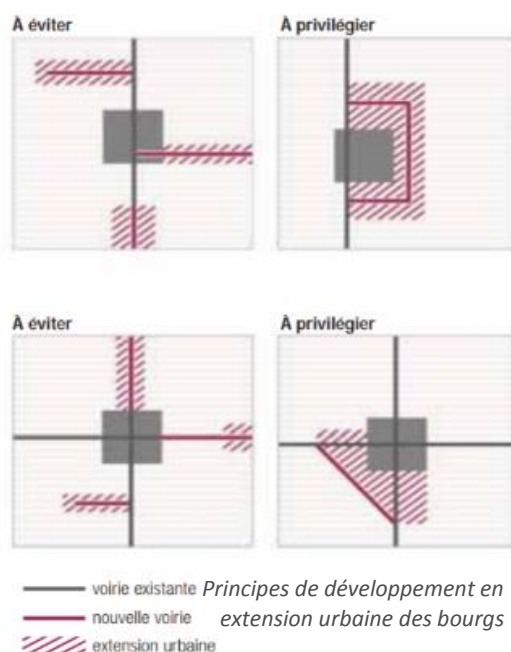 À éviter
À privilégier
À éviter
À privilégier
voirie existante
nouvelle voirie
extension urbaine
Principes de développement en
extension urbaine des bourgs